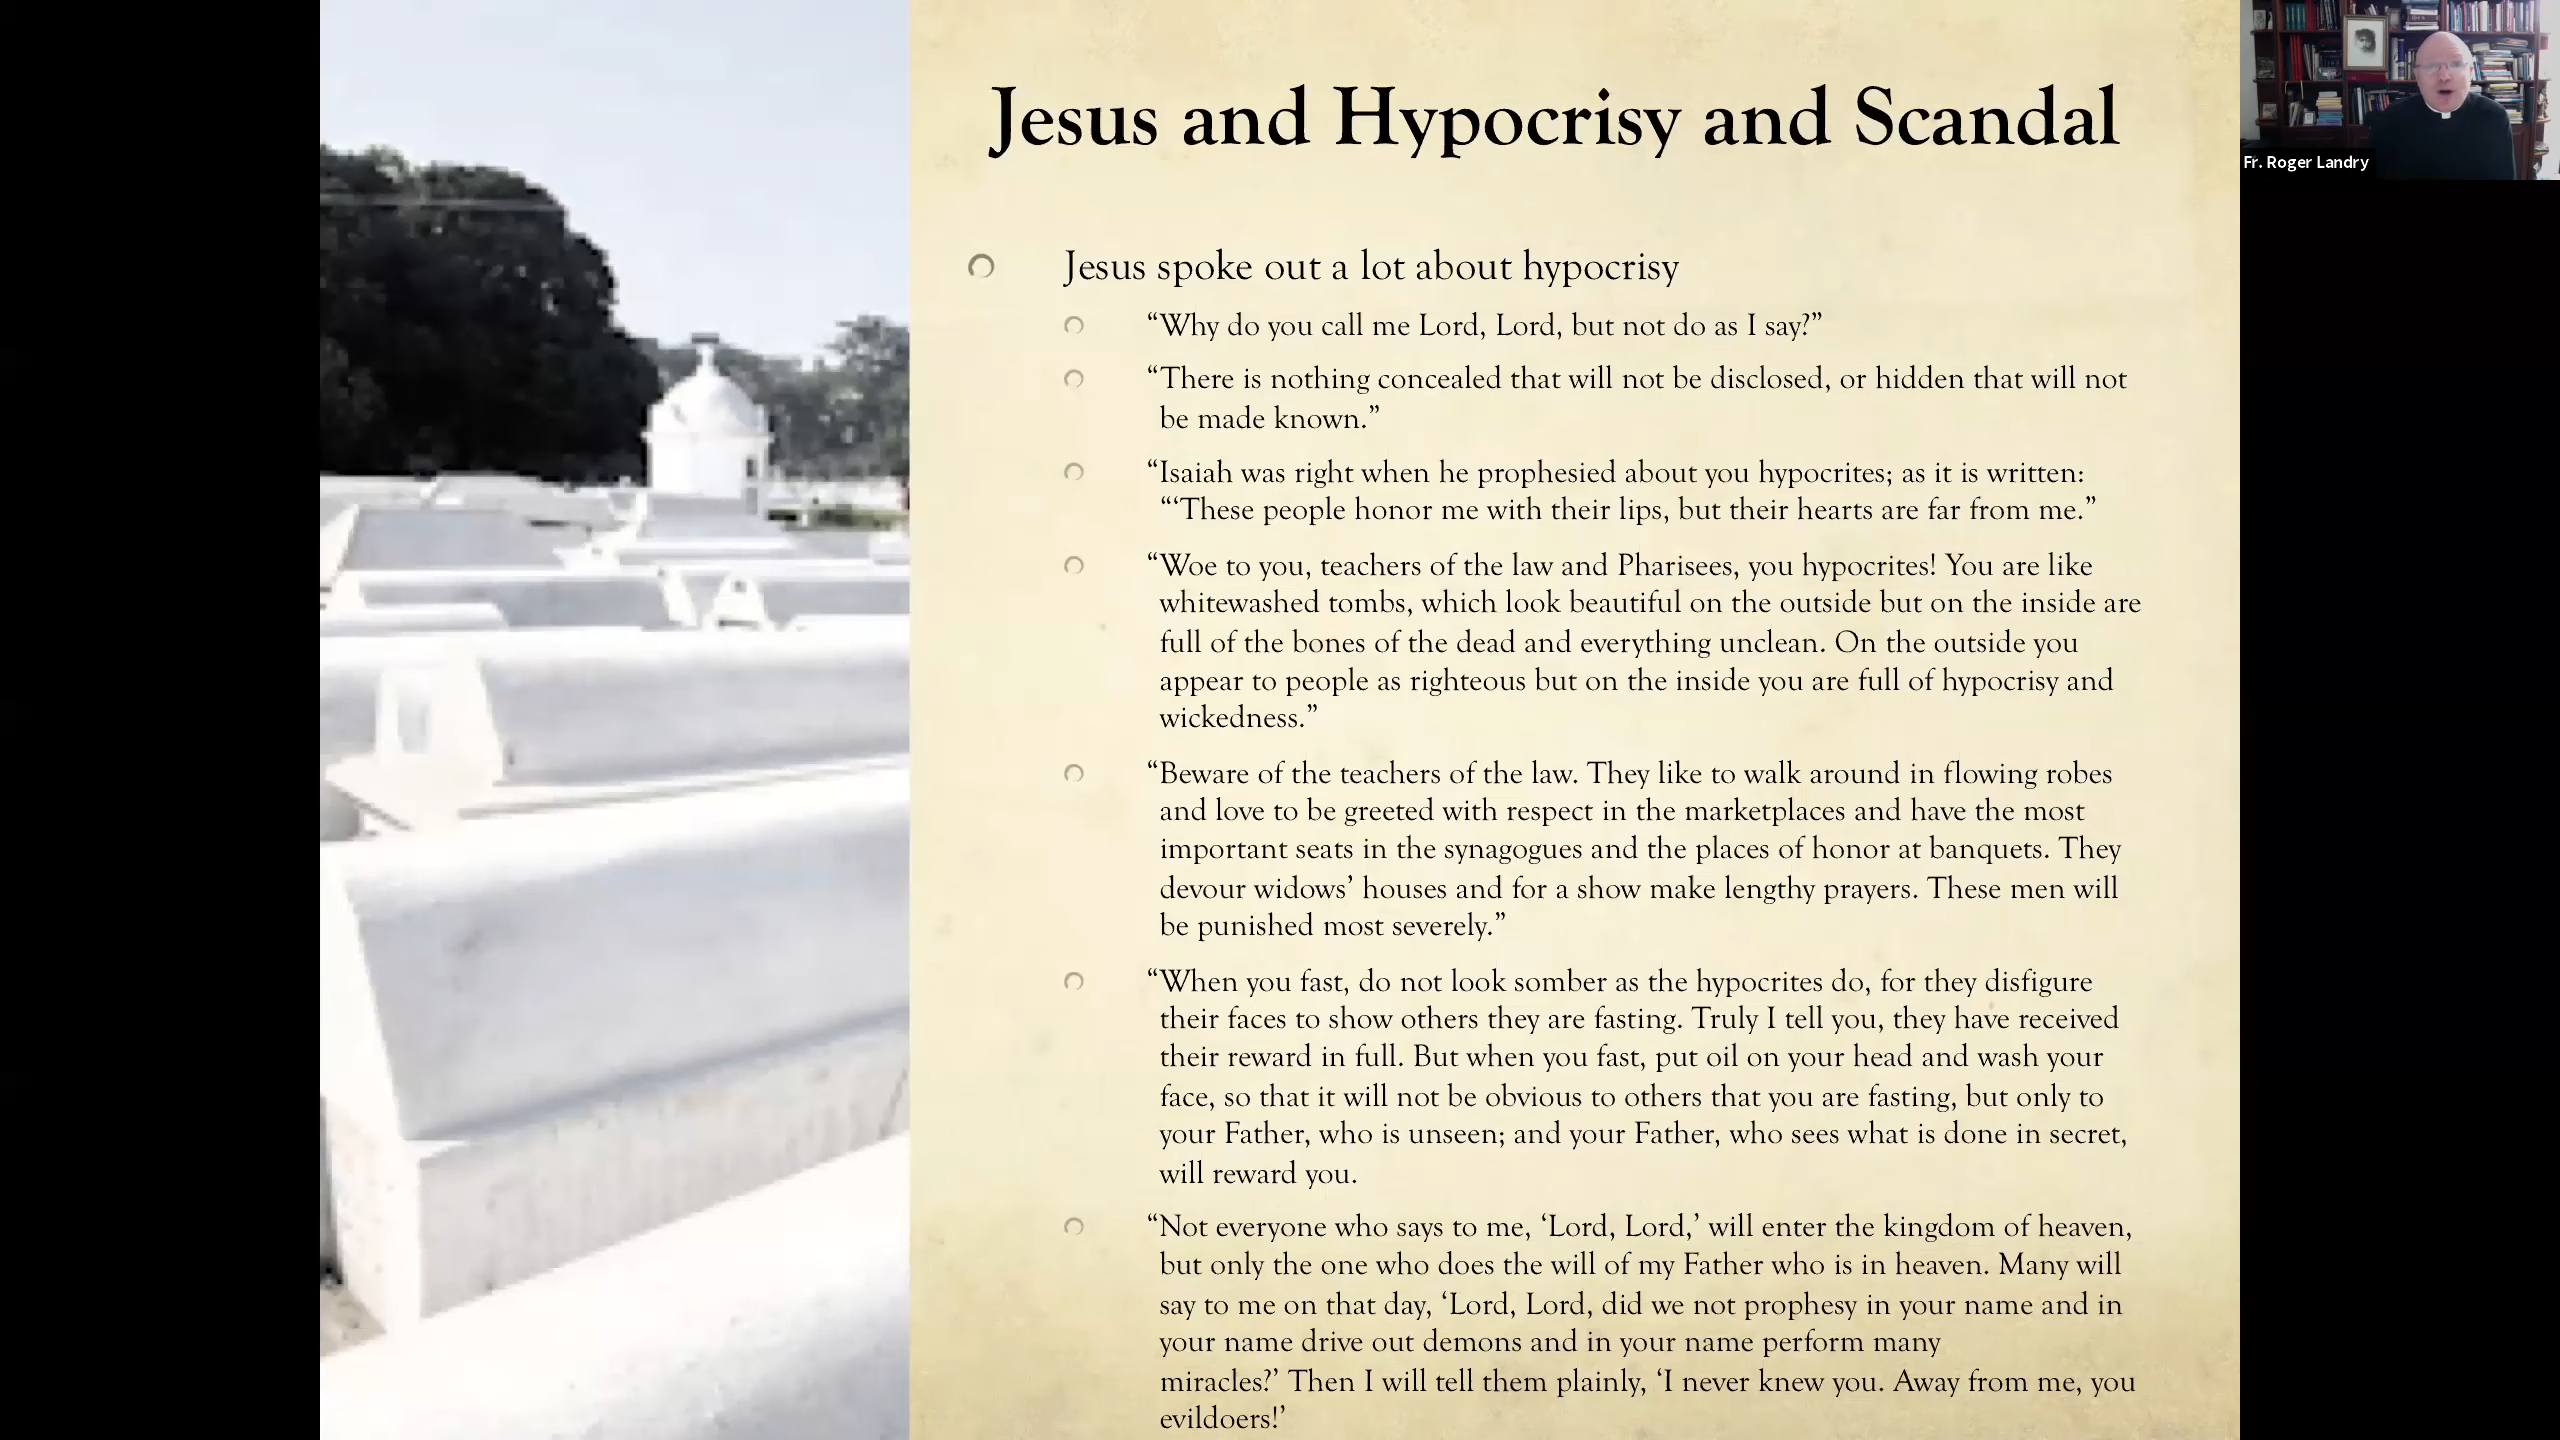 Jesus and Hypocrisy and Scandal
Fr. Roger Landry
Jesus spoke out a lot about hypocrisy
“Why do you call me Lord, Lord, but not do as I say?”
“There is nothing concealed that will not be disclosed, or hidden that will not
be made known.”
“Isaiah was right when he prophesied about you hypocrites; as it is written:
“‘These people honor me with their lips, but their hearts are far from me.”
“Woe to you, teachers of the law and Pharisees, you hypocrites! You are like
whitewashed tombs, which look beautiful on the outside but on the inside are
full of the bones of the dead and everything unclean. On the outside you
appear to people as righteous but on the inside you are full of hypocrisy and
wickedness.”
“Beware of the teachers of the law. They like to walk around in flowing robes
and love to be greeted with respect in the marketplaces and have the most
important seats in the synagogues and the places of honor at banquets. They
devour widows’ houses and for a show make lengthy prayers. These men will
be punished most severely.”
“When you fast, do not look somber as the hypocrites do, for they disfigure
their faces to show others they are fasting. Truly I tell you, they have received
their reward in full. But when you fast, put oil on your head and wash your
face, so that it will not be obvious to others that you are fasting, but only to
your Father, who is unseen; and your Father, who sees what is done in secret,
will reward you.
“Not everyone who says to me, ‘Lord, Lord,’ will enter the kingdom of heaven,
but only the one who does the will of my Father who is in heaven. Many will
say to me on that day, ‘Lord, Lord, did we not prophesy in your name and in
your name drive out demons and in your name perform many
miracles?’ Then I will tell them plainly, ‘I never knew you. Away from me, you
evildoers!’